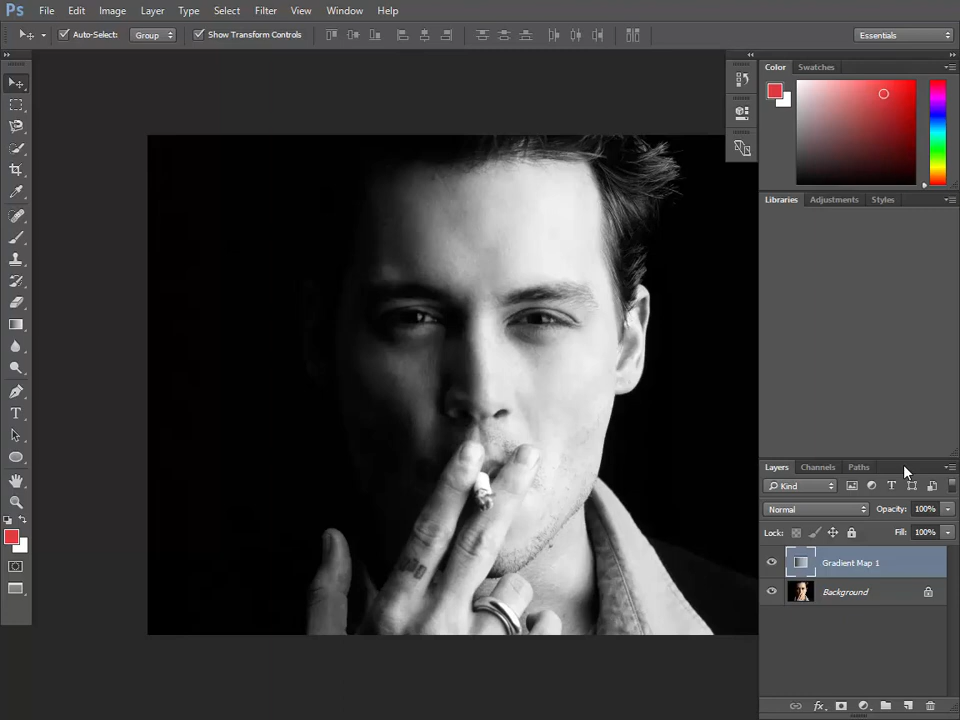 Ps File Edit Image Layer Type Select Filter View Window Help
Auto-Select: Group Show Transform Controls Essentials
Color Swatches
Libraries Adjustments Styles
Layers Channels Paths
Kind
Normal Opacity: 100%
Lock: Fill: 100%
Gradient Map 1
Background